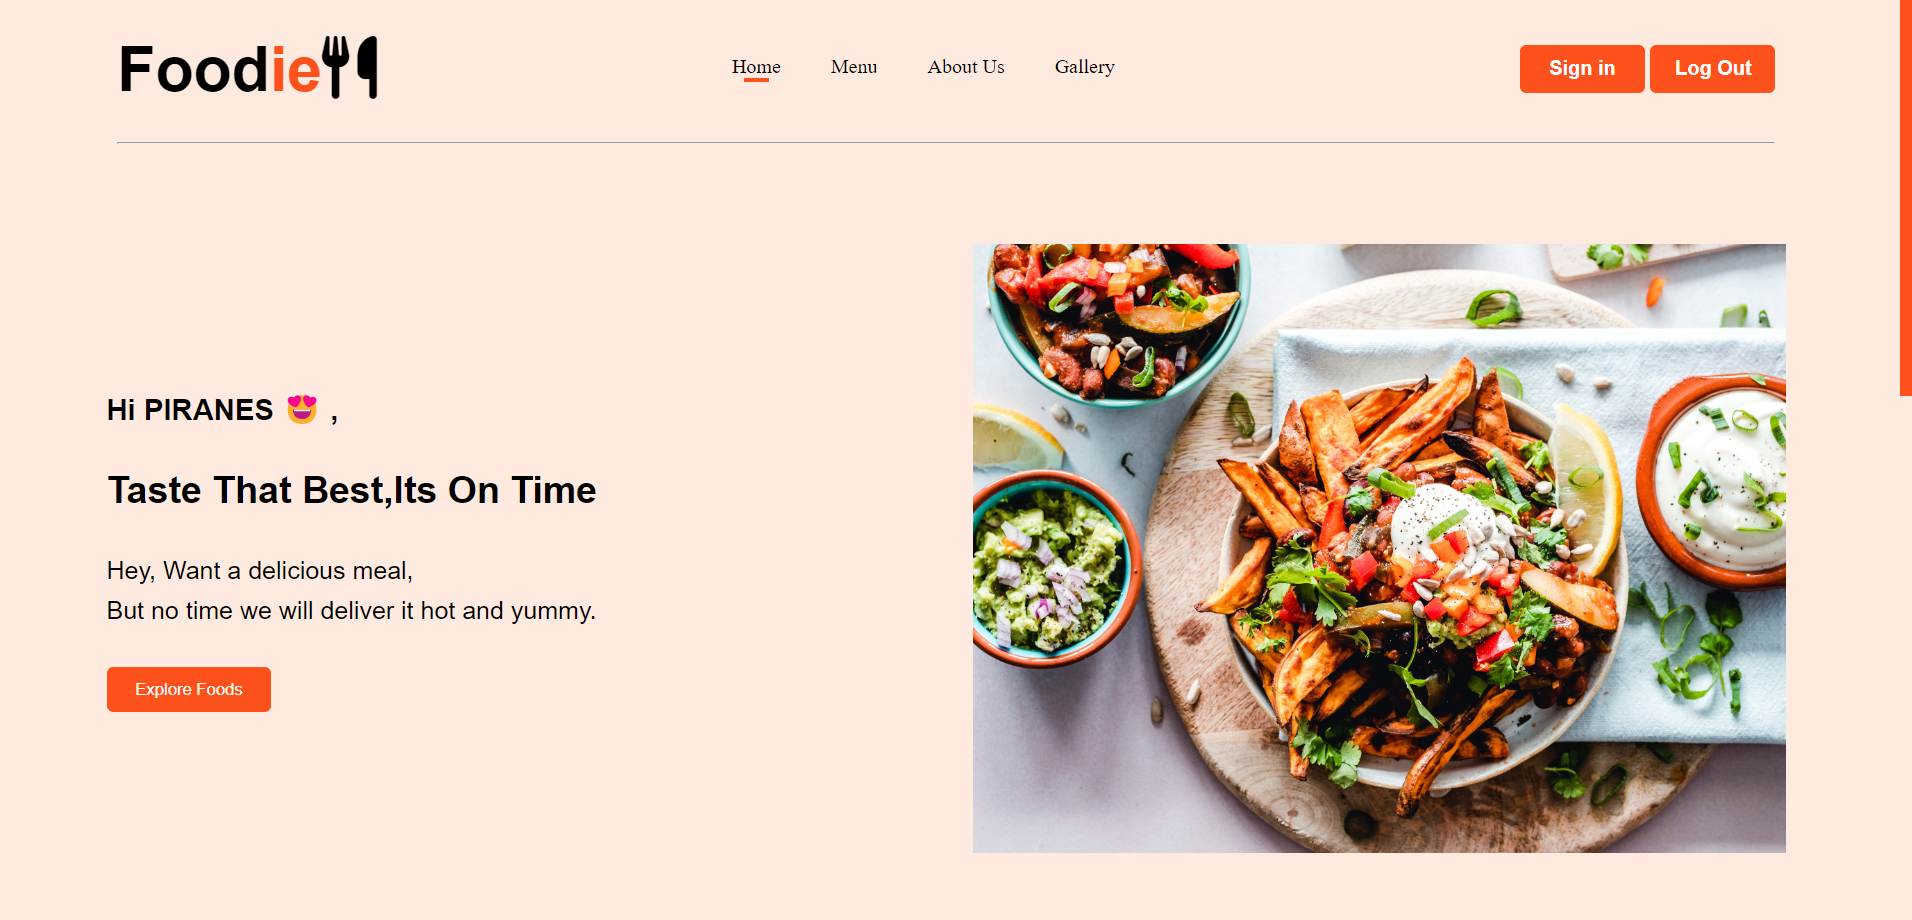 Foodie
Home Menu About Us Gallery
Sign in Log Out
Hi PIRANES 😍 ,
Taste That Best,Its On Time
Hey, Want a delicious meal,
But no time we will deliver it hot and yummy.
Explore Foods